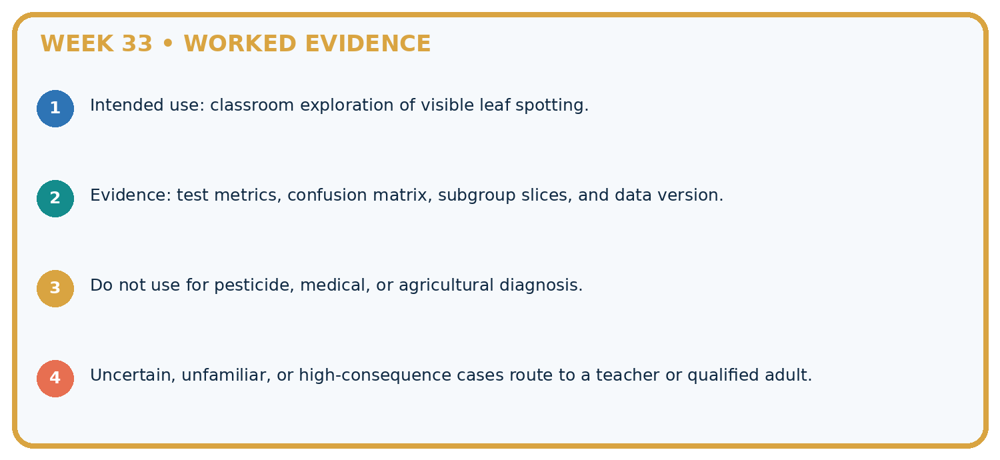 WEEK 33 • WORKED EVIDENCE
1 Intended use: classroom exploration of visible leaf spotting.
2 Evidence: test metrics, confusion matrix, subgroup slices, and data version.
3 Do not use for pesticide, medical, or agricultural diagnosis.
4 Uncertain, unfamiliar, or high-consequence cases route to a teacher or qualified adult.